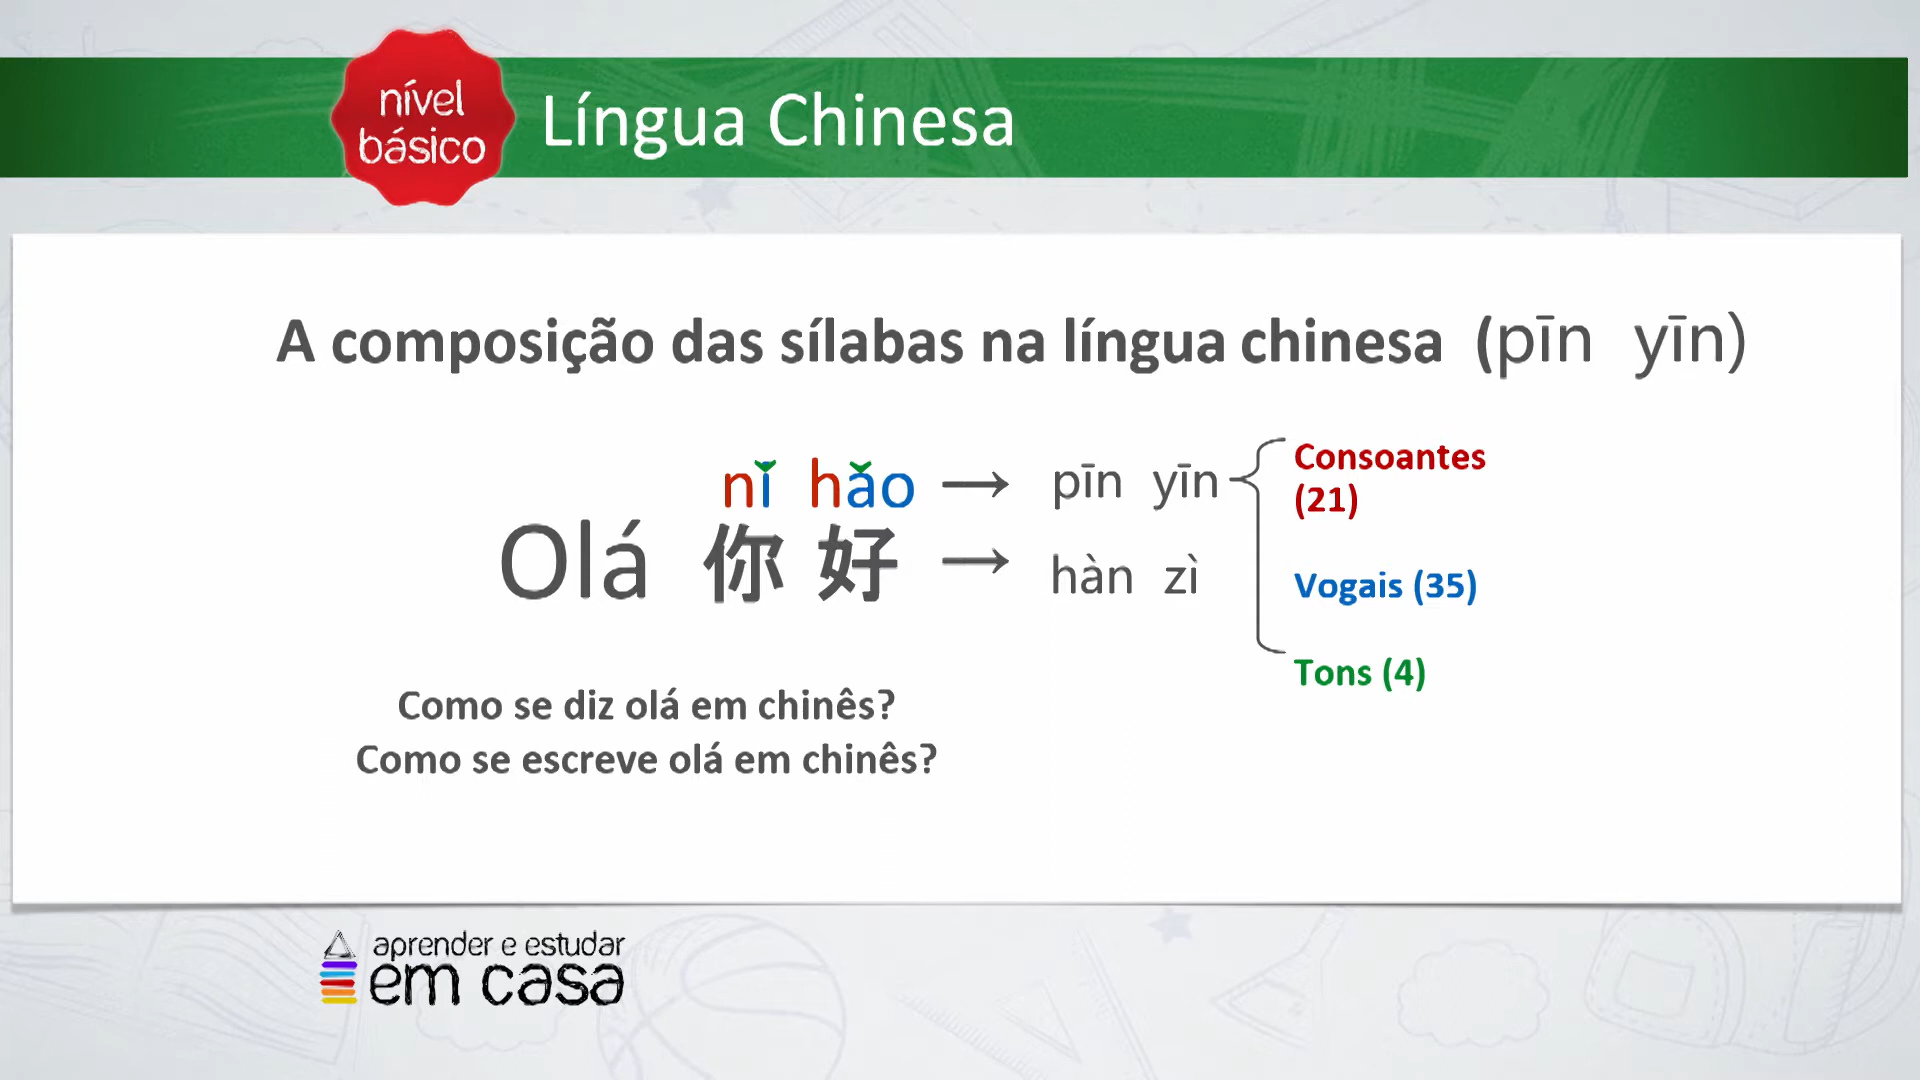 nível
básico
Língua Chinesa
A composição das sílabas na língua chinesa (pīn yīn)
nǐ hǎo → pīn yīn
Olá 你 好 → hàn zì
Consoantes
(21)
Vogais (35)
Tons (4)
Como se diz olá em chinês?
Como se escreve olá em chinês?
aprender e estudar
em casa